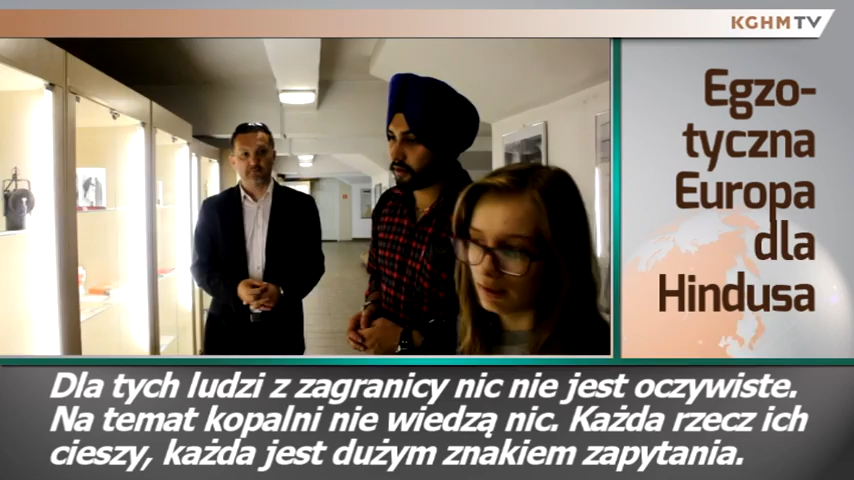 KGHM TV
Egzo-
tyczna
Europa
dla
Hindusa
Dla tych ludzi z zagranicy nic nie jest oczywiste.
Na temat kopalni nie wiedzą nic. Każda rzecz ich
cieszy, każda jest dużym znakiem zapytania.